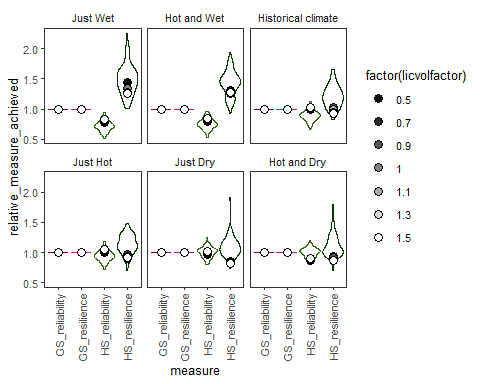 Just Wet
Hot and Wet
Historical climate
2.0
1.5
1.0
0.5
Just Hot
Just Dry
Hot and Dry
2.0
1.5
1.0
0.5
relative_measure_achieved
GS_reliability
GS_resilience
HS_reliability
HS_resilience
GS_reliability
GS_resilience
HS_reliability
HS_resilience
GS_reliability
GS_resilience
HS_reliability
HS_resilience
measure
factor(licvolfactor)
0.5
0.7
0.9
1
1.1
1.3
1.5